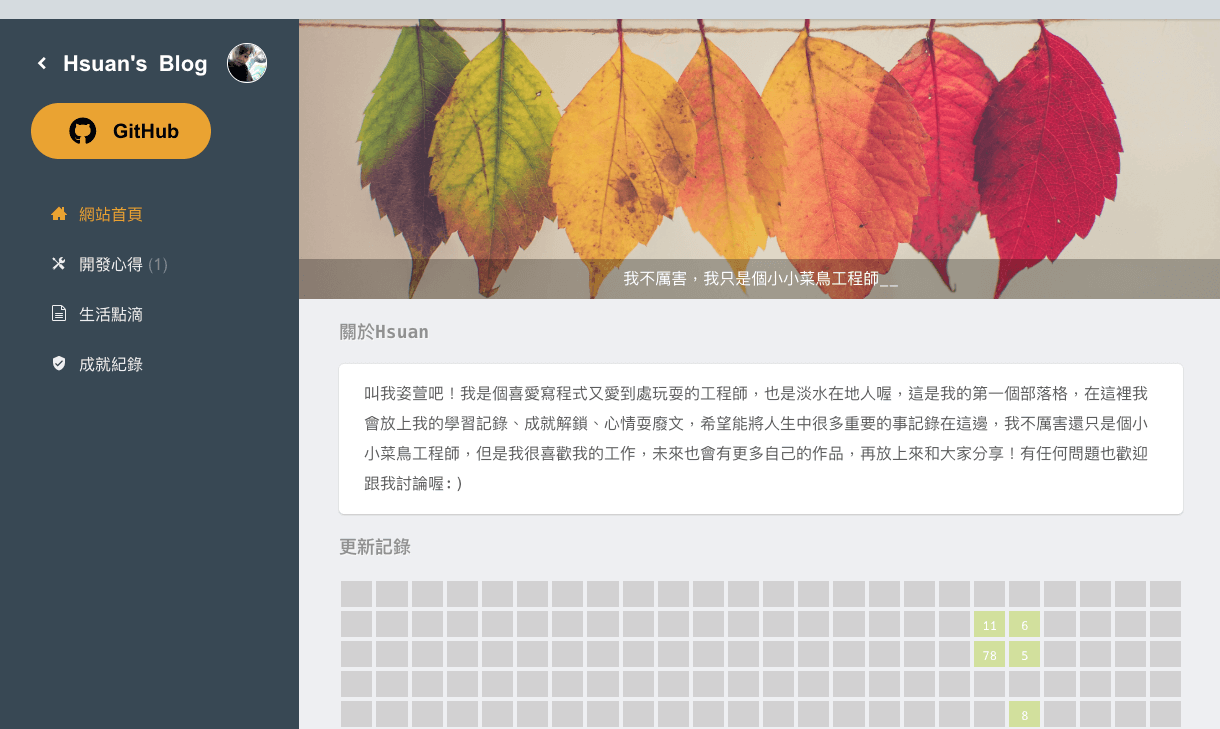 Hsuan's Blog
GitHub
網站首頁
開發心得 (1)
生活點滴
成就紀錄
我不厲害，我只是個小小菜鳥工程師__
關於Hsuan
叫我姿萱吧！我是個喜愛寫程式又愛到處玩耍的工程師，也是淡水在地人喔，這是我的第一個部落格，在這裡我
會放上我的學習記錄、成就解鎖、心情耍廢文，希望能將人生中很多重要的事記錄在這邊，我不厲害還只是個小
小菜鳥工程師，但是我很喜歡我的工作，未來也會有更多自己的作品，再放上來和大家分享！有任何問題也歡迎
跟我討論喔:)
更新記錄
11 6
78 5
8